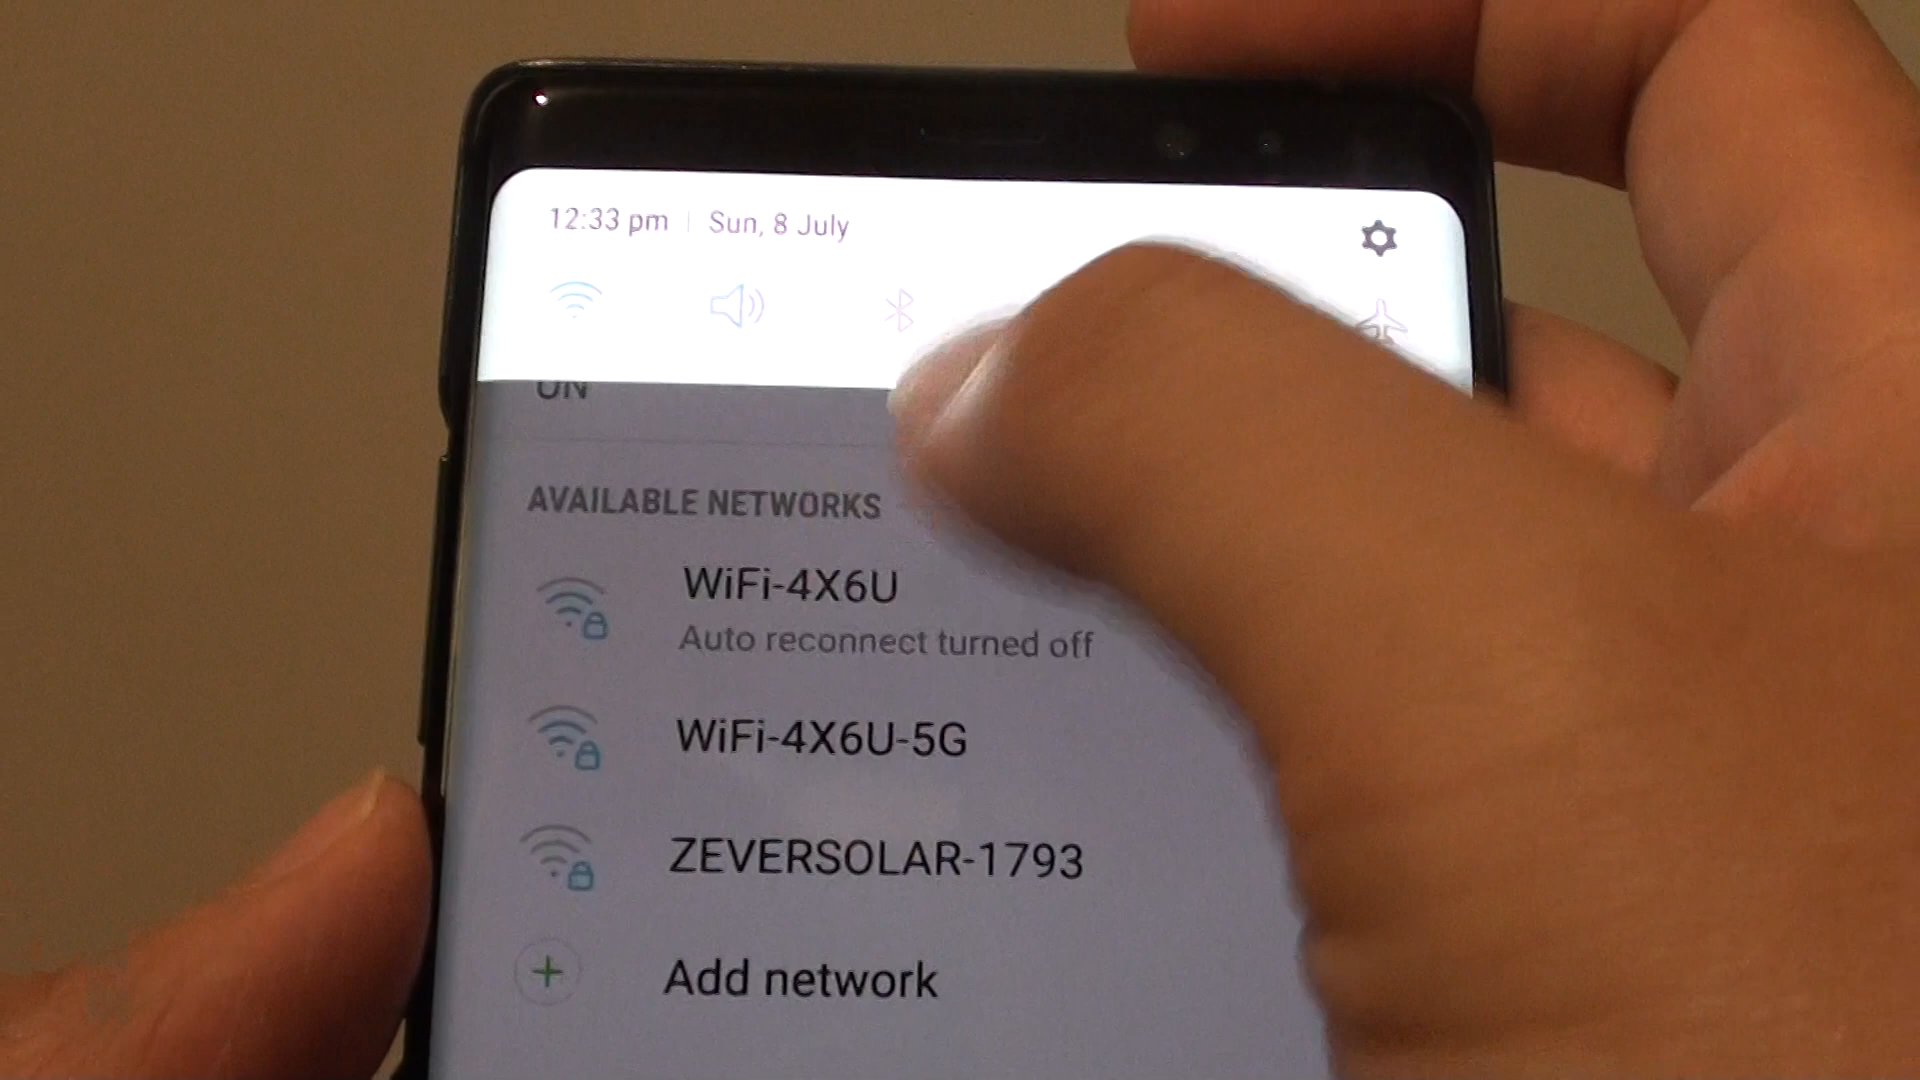 12:33 pm | Sun, 8 July
ON
AVAILABLE NETWORKS
WiFi-4X6U
Auto reconnect turned off
WiFi-4X6U-5G
ZEVERSOLAR-1793
Add network